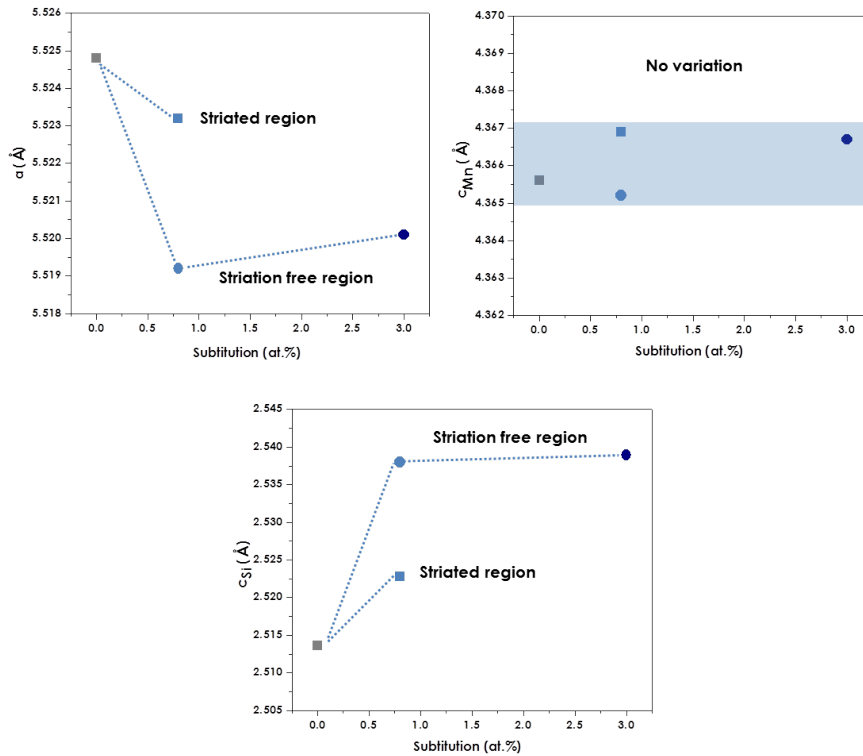 5.526
5.525
5.524
5.523
5.522
5.521
5.520
5.519
5.518
a (Å)
Striated region
Striation free region
0.0 0.5 1.0 1.5 2.0 2.5 3.0
Subtitution (at.%)
4.370
4.369
4.368
4.367
4.366
4.365
4.364
4.363
4.362
cMn (Å)
No variation
0.0 0.5 1.0 1.5 2.0 2.5 3.0
Subtitution (at.%)
2.545
2.540
2.535
2.530
2.525
2.520
2.515
2.510
2.505
cSi (Å)
Striation free region
Striated region
0.0 0.5 1.0 1.5 2.0 2.5 3.0
Subtitution (at.%)